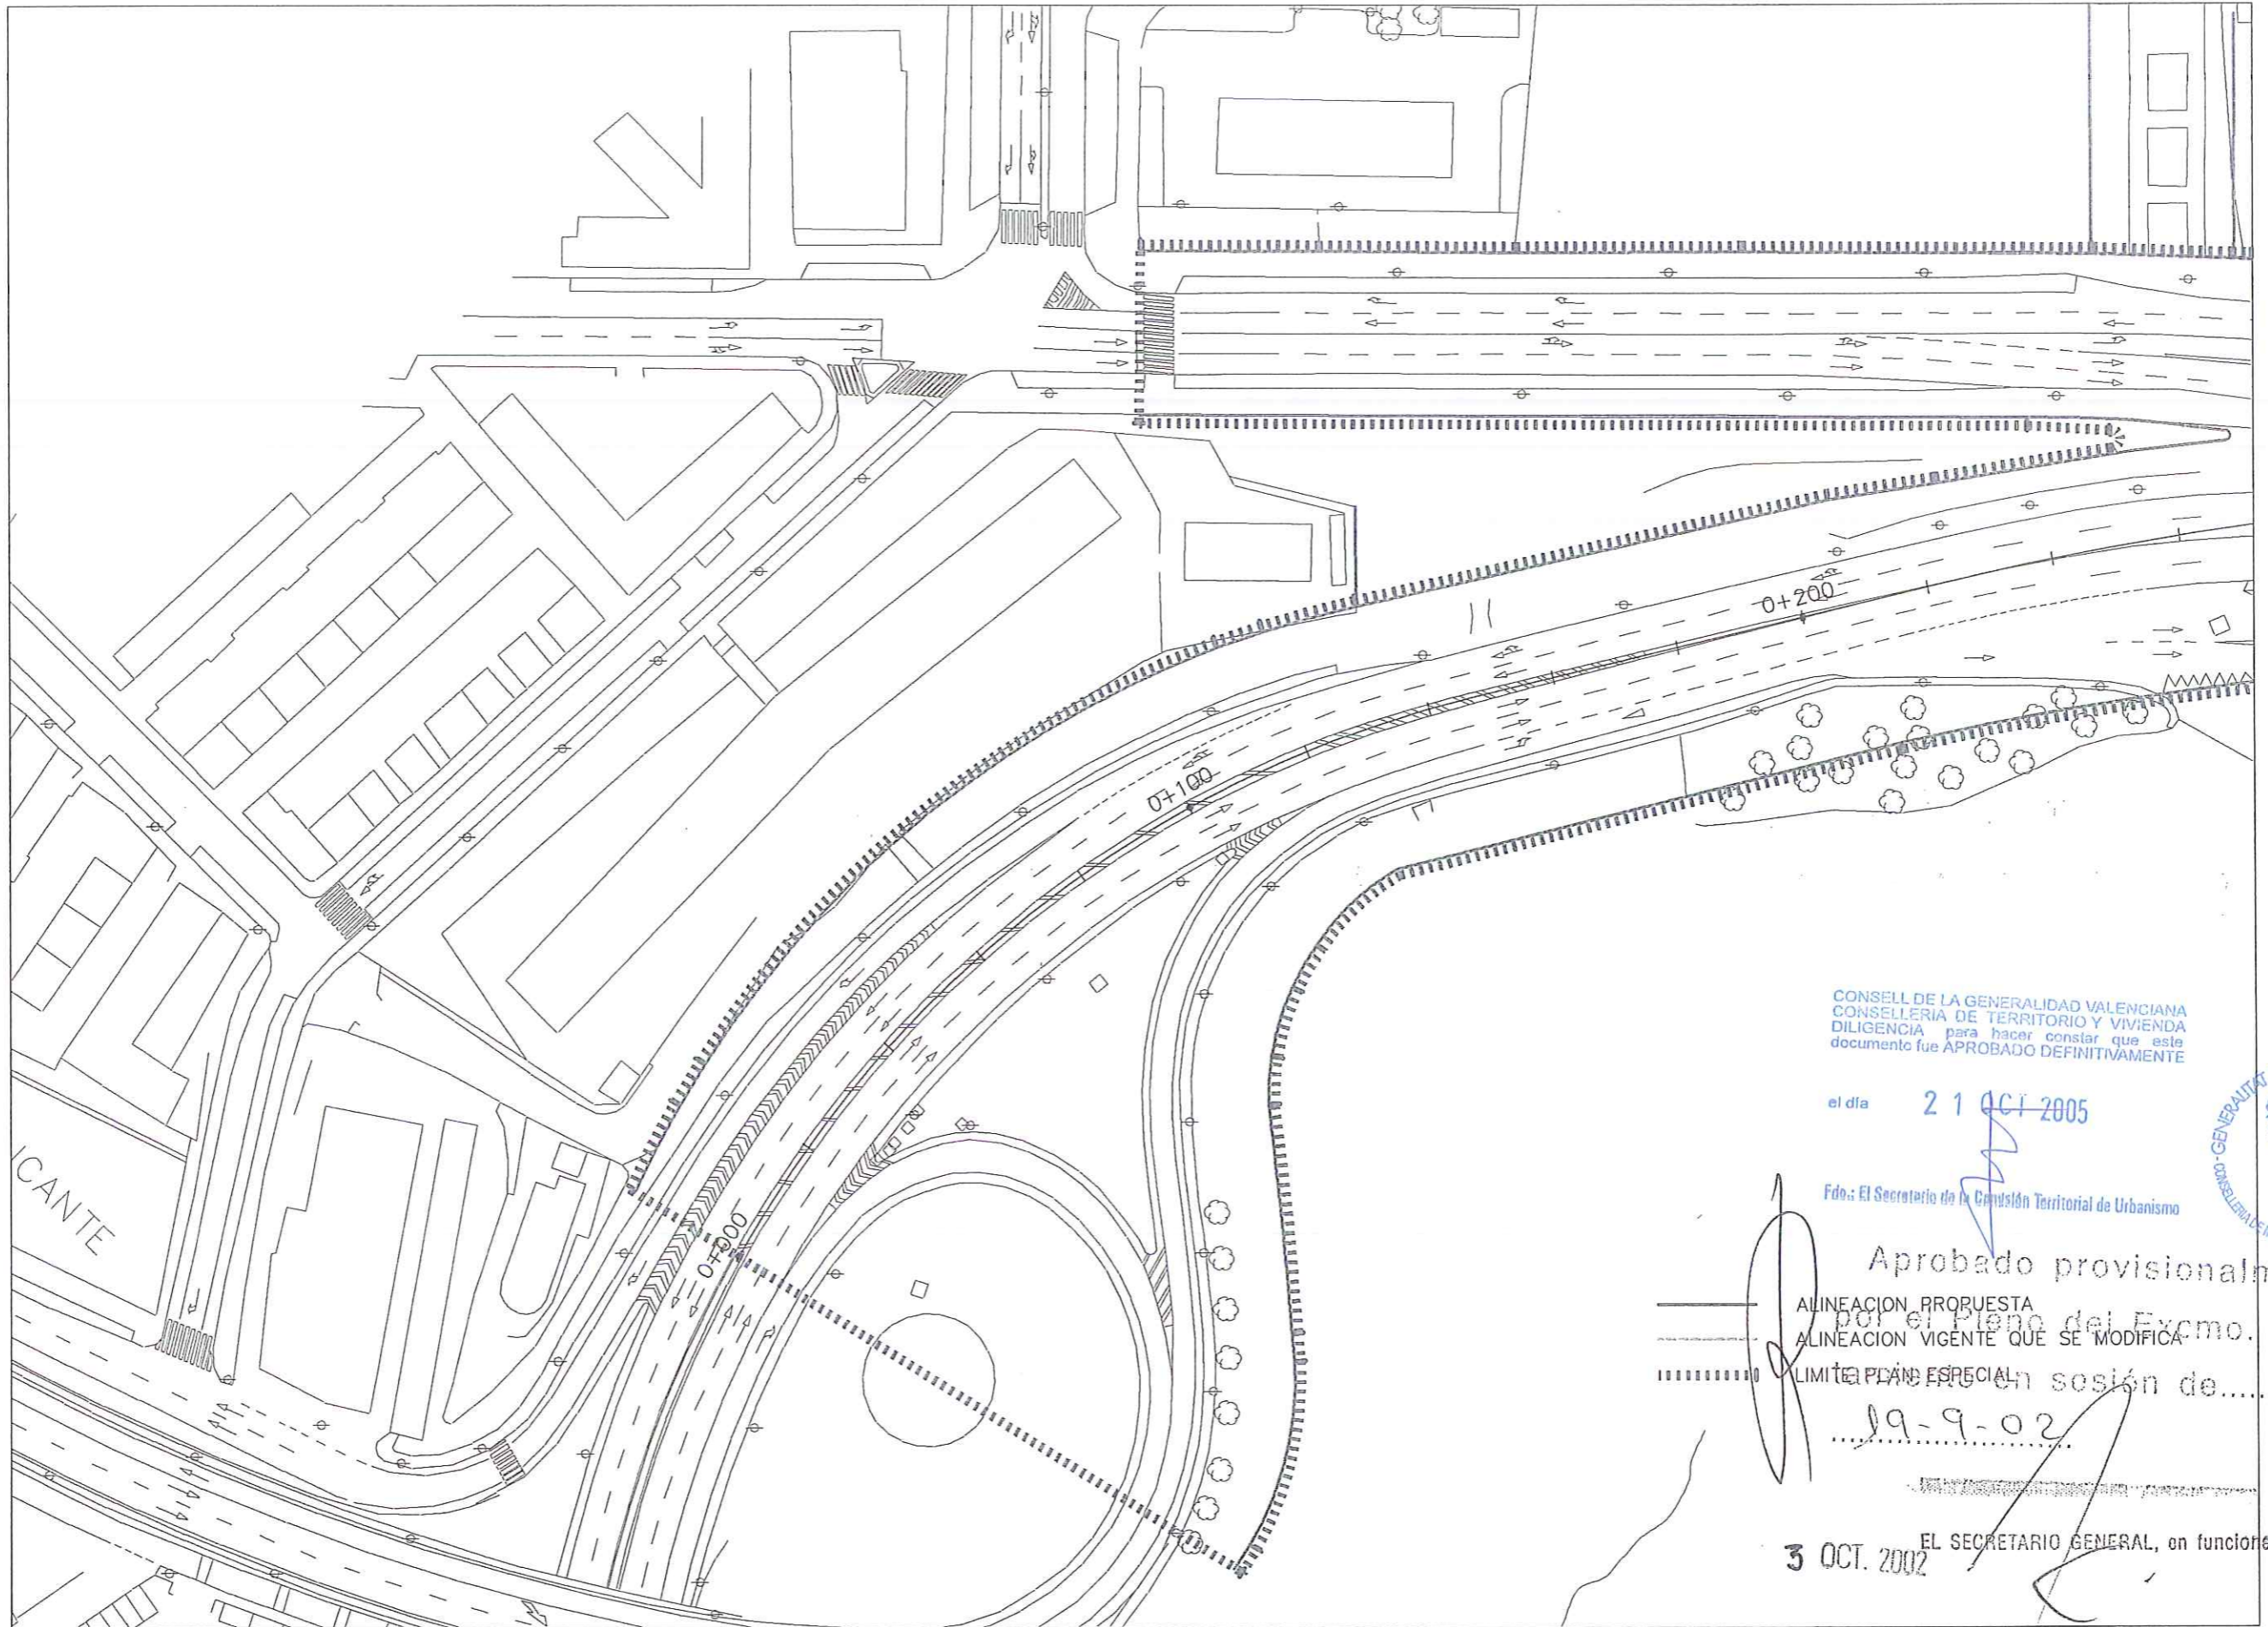 0+200
0+100
0+000
ICANTE
CONSELL DE LA GENERALIDAD VALENCIANA
CONSELLERIA DE TERRITORIO Y VIVIENDA
DILIGENCIA para hacer constar que este
documento fue APROBADO DEFINITIVAMENTE
el día 21 OCT 2005
GENERALITAT
Fdo.: El Secretario de la Comisión Territorial de Urbanismo
Aprobado provisionalm
ALINEACION PROPUESTA
por el Pleno del Excmo.
ALINEACION VIGENTE QUE SE MODIFICA
LIMITE PLAN ESPECIAL
en sesión de.....
19-9-02
EL SECRETARIO GENERAL, en funcione
3 OCT. 2002